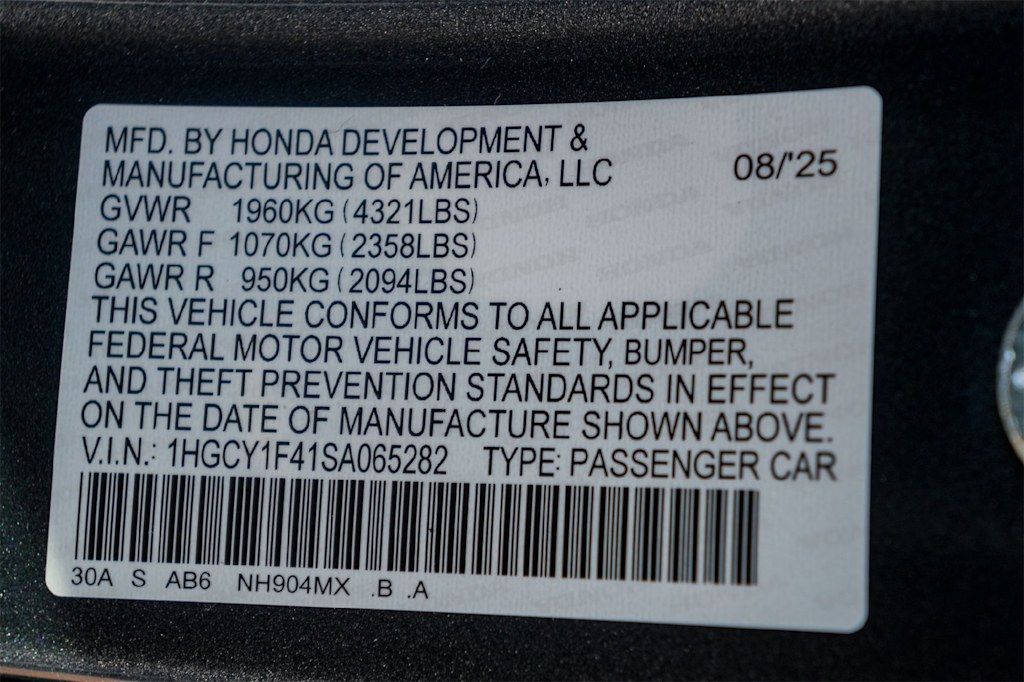 MFD. BY HONDA DEVELOPMENT &
MANUFACTURING OF AMERICA, LLC 08/'25
GVWR 1960KG (4321LBS)
GAWR F 1070KG (2358LBS)
GAWR R 950KG (2094LBS)
THIS VEHICLE CONFORMS TO ALL APPLICABLE
FEDERAL MOTOR VEHICLE SAFETY, BUMPER,
AND THEFT PREVENTION STANDARDS IN EFFECT
ON THE DATE OF MANUFACTURE SHOWN ABOVE.
V.I.N.: 1HGCY1F41SA065282 TYPE: PASSENGER CAR
30A S AB6 NH904MX .B .A